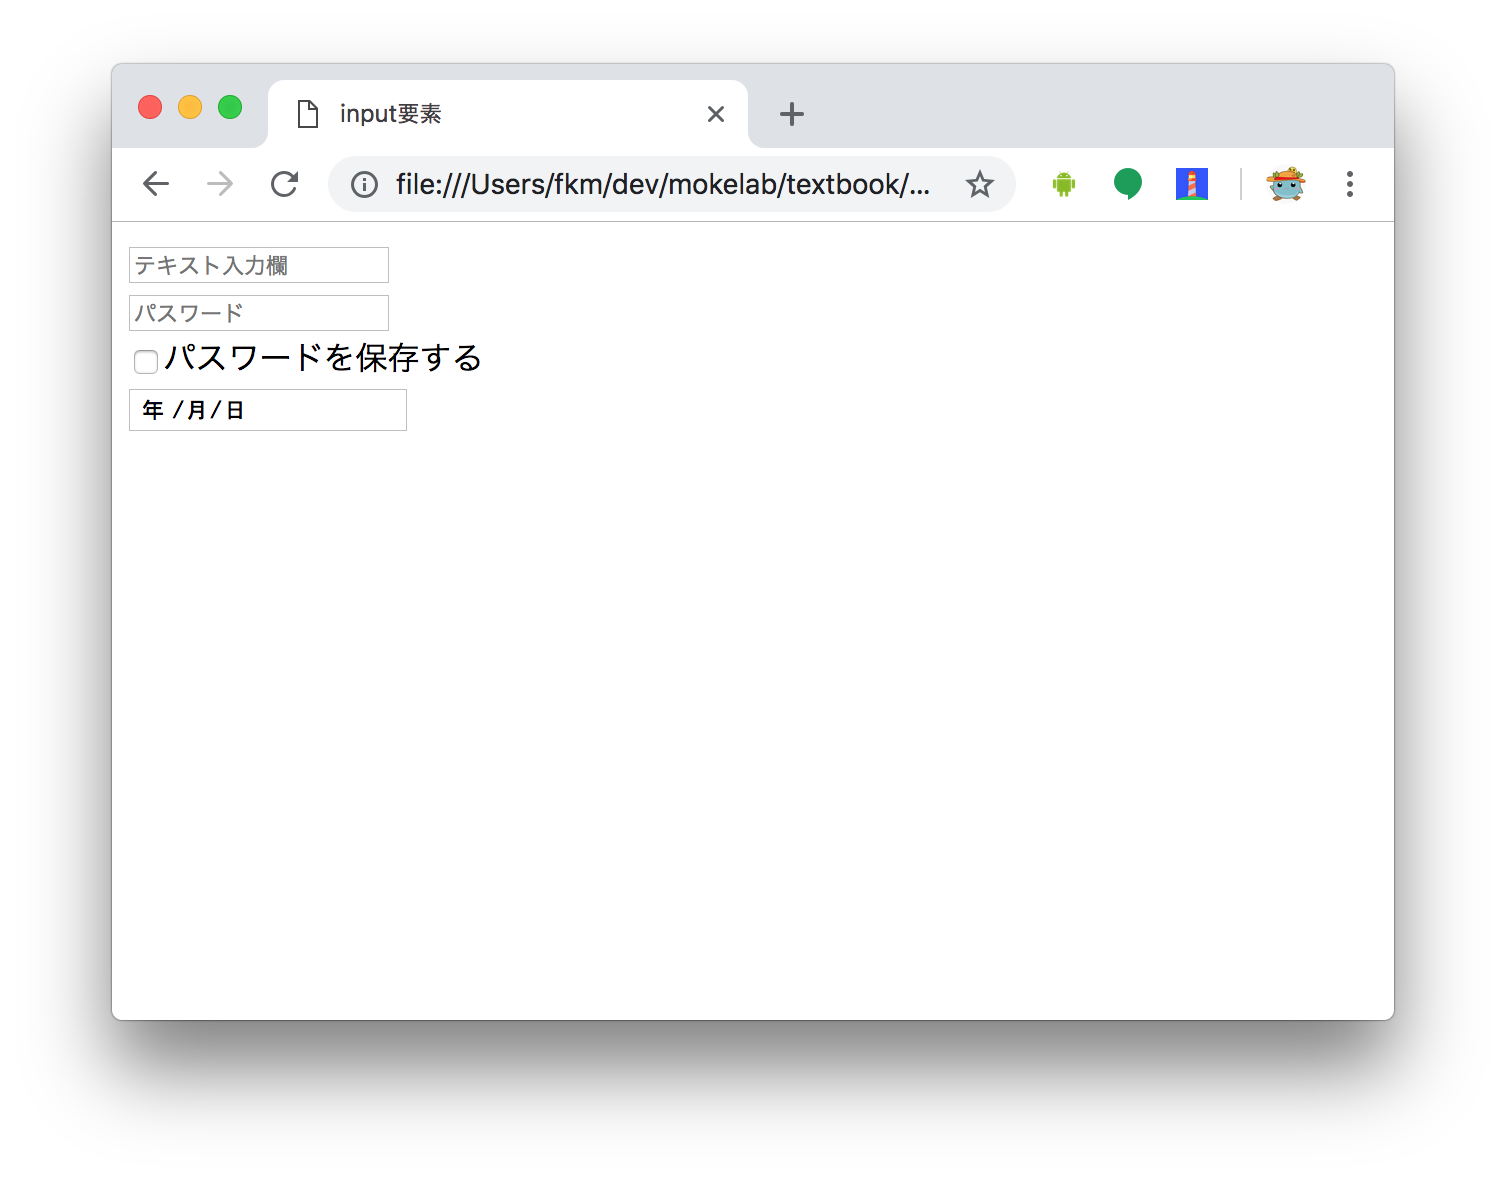 input要素
file:///Users/fkm/dev/mokelab/textbook/...
テキスト入力欄
パスワード
パスワードを保存する
年 /月/日